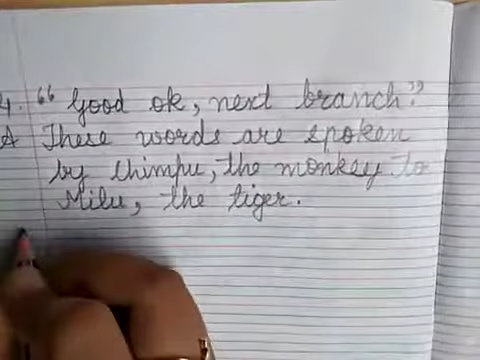 4. "Good ok, next branch."
A These words are spoken
by Chimpu, the monkey to
Milu, the tiger.